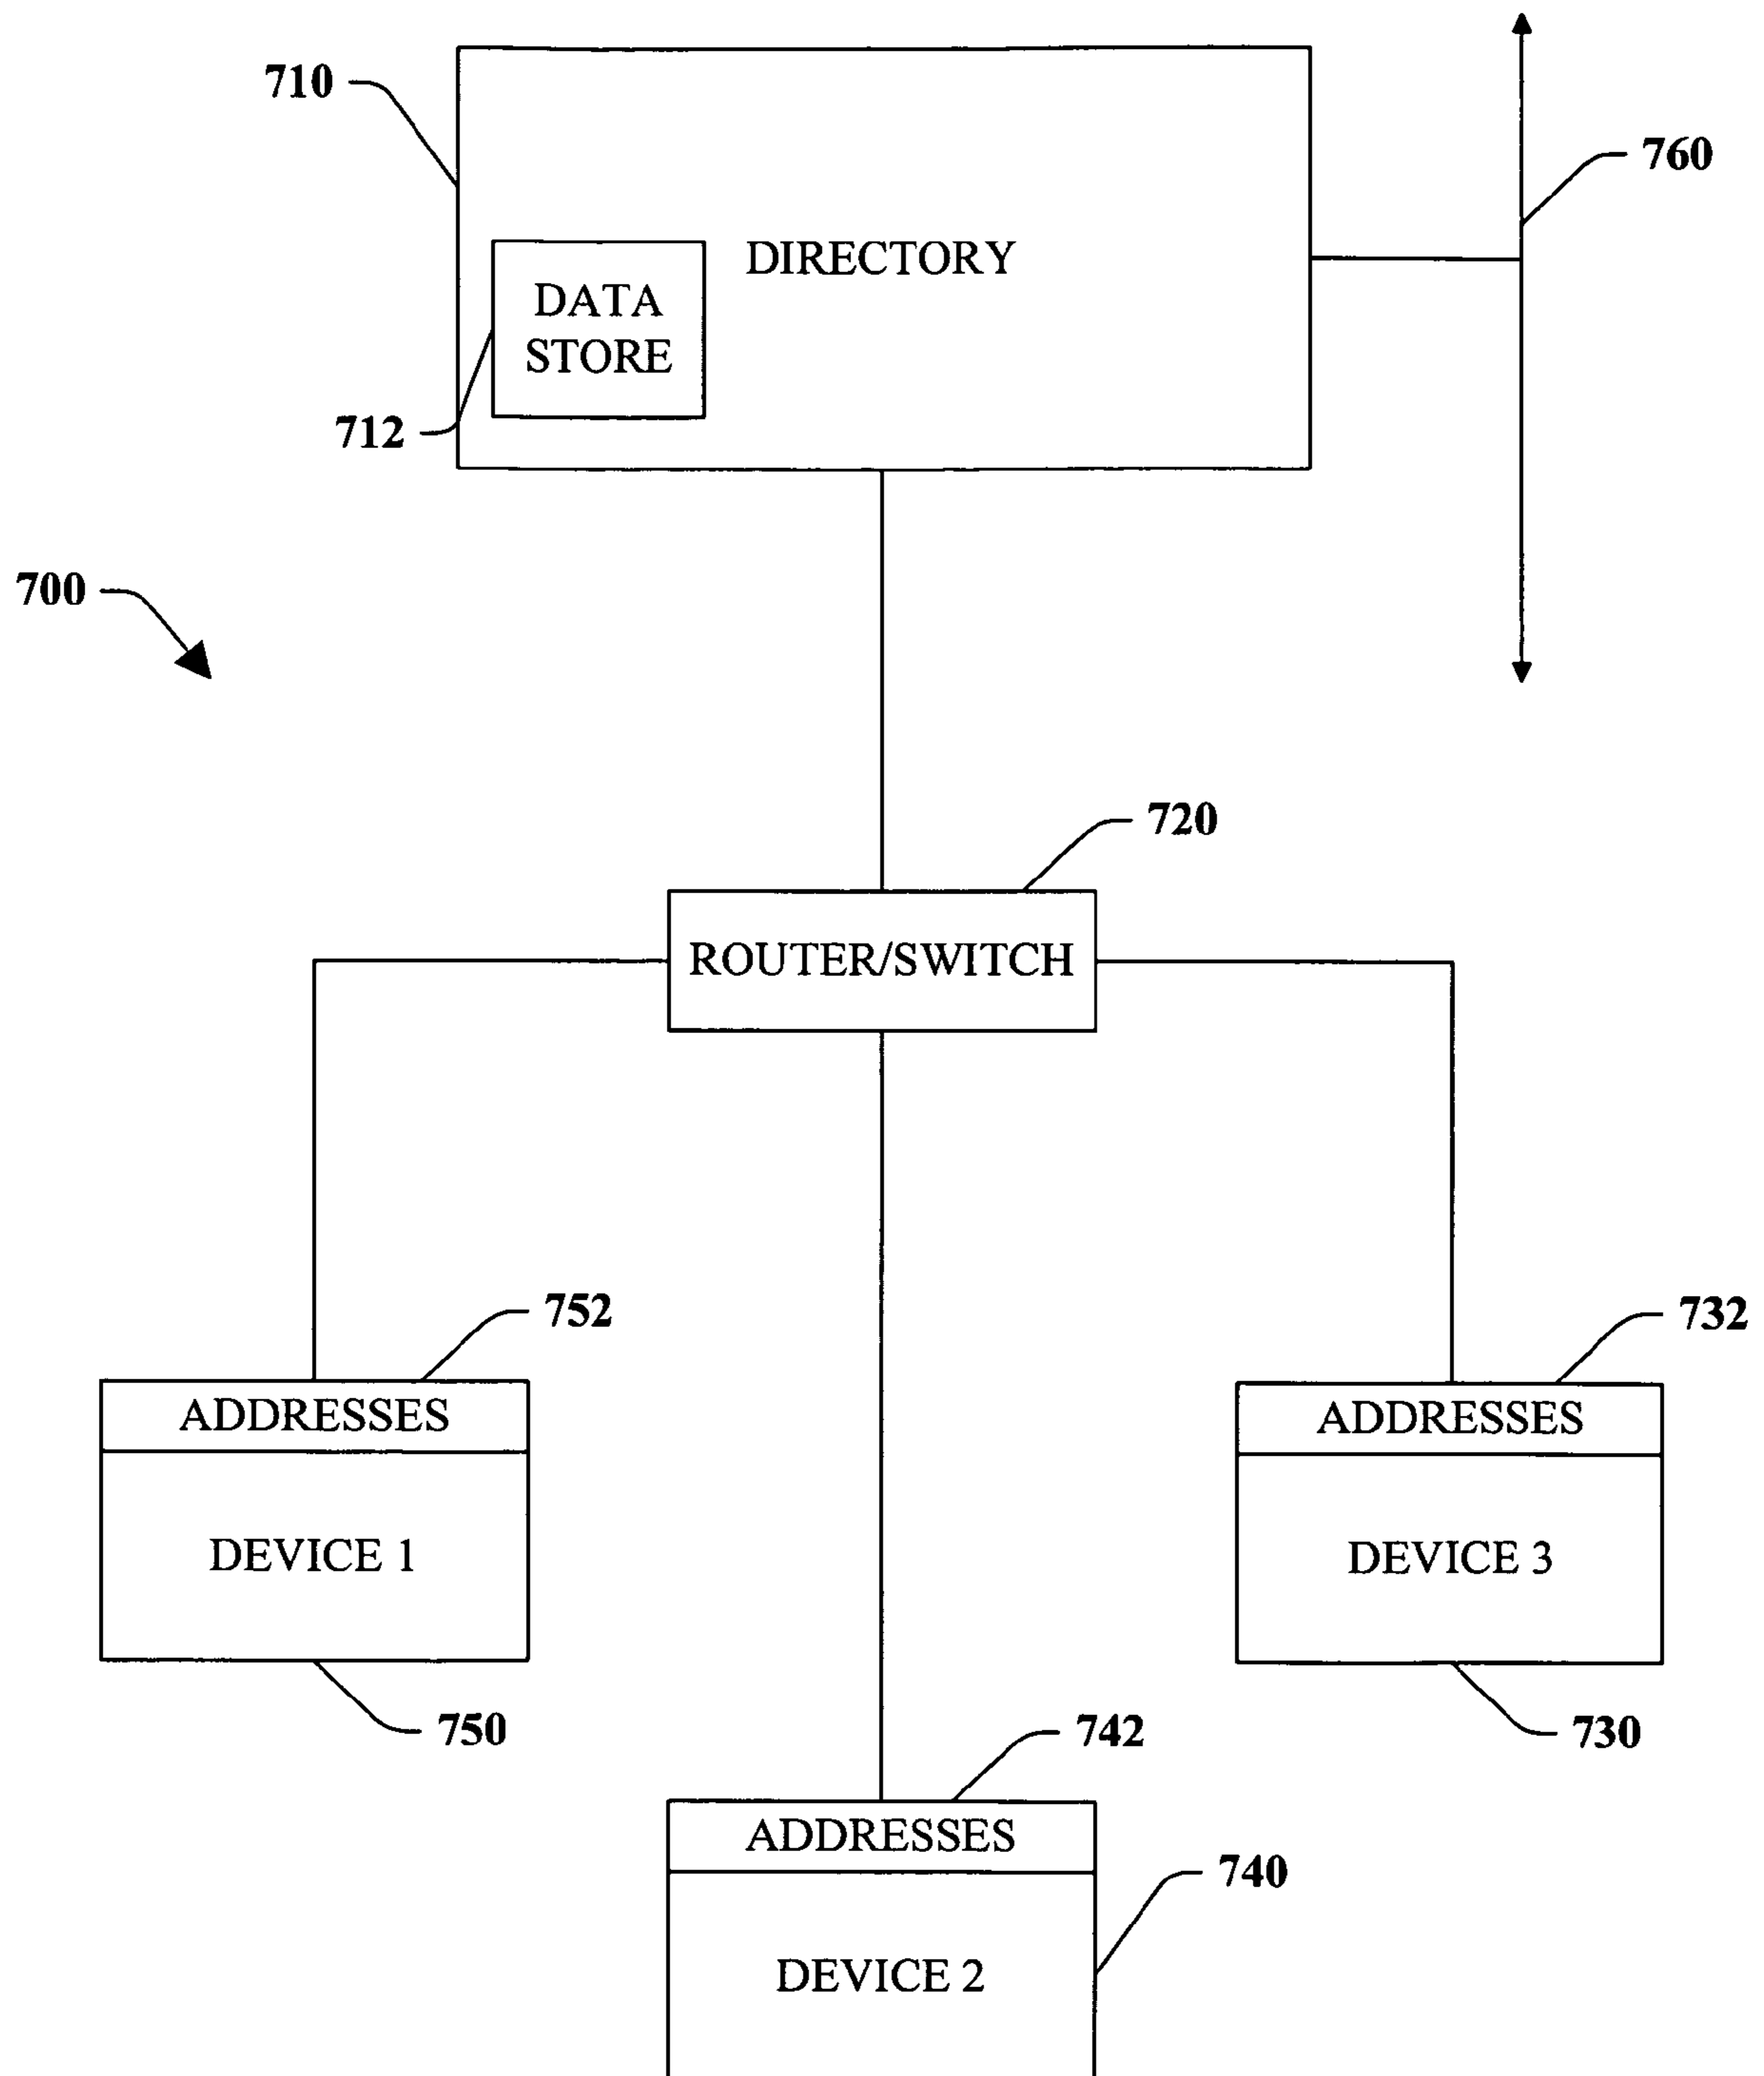 710
760
DIRECTORY
DATA
STORE
712
700
720
ROUTER/SWITCH
752
732
ADDRESSES
ADDRESSES
DEVICE 1
DEVICE 3
750
730
742
ADDRESSES
740
DEVICE 2